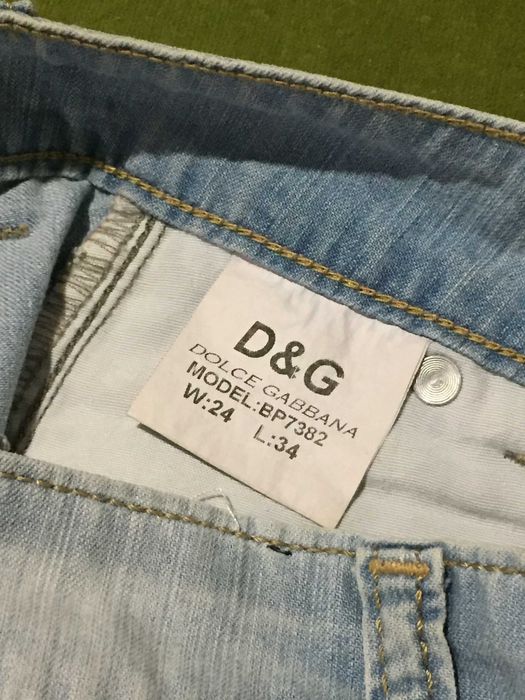 D&G
DOLCE GABBANA
MODEL:BP7382
W:24 L:34